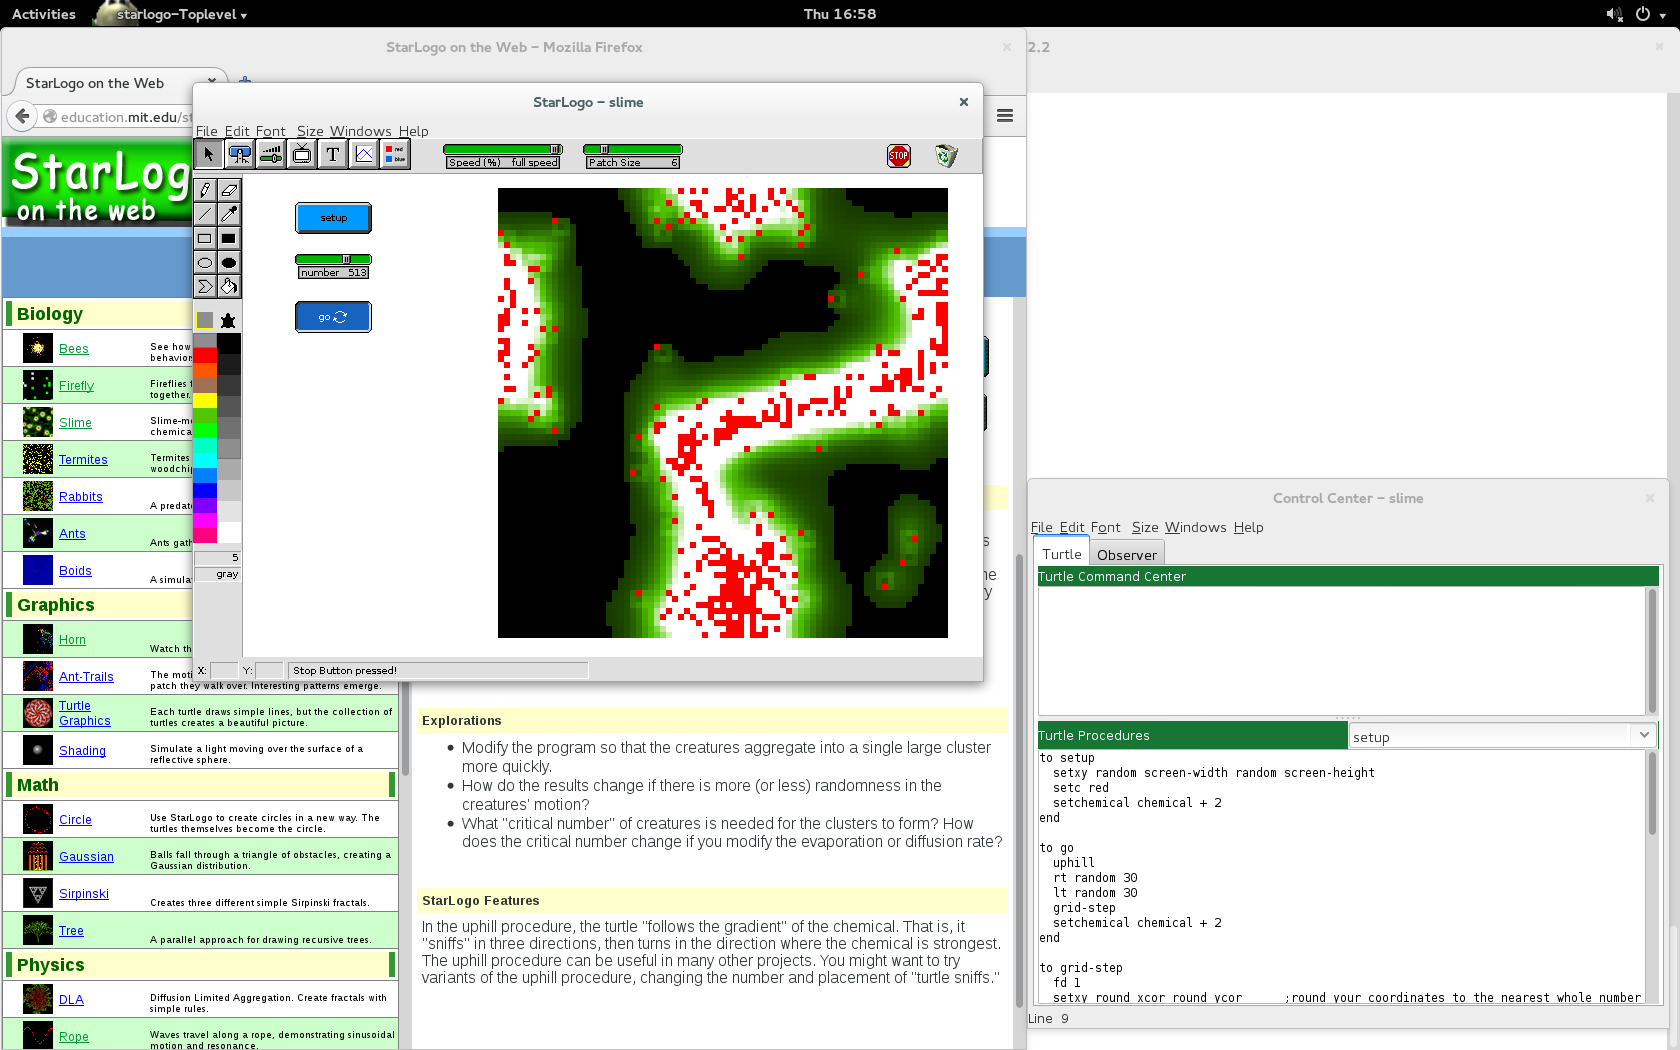 Activities
starlogo-Toplevel
Thu 16:58
StarLogo on the Web – Mozilla Firefox
2.2
StarLogo on the Web
education.mit.edu/st
StarLog
on the web
StarLogo – slime
File Edit Font Size Windows Help
T
red
blue
Speed (%) full speed
Patch Size 6
STOP
setup
number 513
go
5
gray
X:
Y:
Stop Button pressed!
Biology
Bees
See how
behavior
Firefly
Fireflies f
together.
Slime
Slime-mo
chemica
Termites
Termites
woodchip
Rabbits
A predat
Ants
Ants gath
Boids
A simulat
Graphics
Horn
Watch th
Ant-Trails
The moti
patch they walk over. Interesting patterns emerge.
Turtle
Graphics
Each turtle draws simple lines, but the collection of
turtles creates a beautiful picture.
Shading
Simulate a light moving over the surface of a
reflective sphere.
Math
Circle
Use StarLogo to create circles in a new way. The
turtles themselves become the circle.
Gaussian
Balls fall through a triangle of obstacles, creating a
Gaussian distribution.
Sirpinski
Creates three different simple Sirpinski fractals.
Tree
A parallel approach for drawing recursive trees.
Physics
DLA
Diffusion Limited Aggregation. Create fractals with
simple rules.
Rope
Waves travel along a rope, demonstrating sinusoidal
motion and resonance.
s
ne
y
Explorations
• Modify the program so that the creatures aggregate into a single large cluster
more quickly.
• How do the results change if there is more (or less) randomness in the
creatures' motion?
• What "critical number" of creatures is needed for the clusters to form? How
does the critical number change if you modify the evaporation or diffusion rate?
StarLogo Features
In the uphill procedure, the turtle "follows the gradient" of the chemical. That is, it
"sniffs" in three directions, then turns in the direction where the chemical is strongest.
The uphill procedure can be useful in many other projects. You might want to try
variants of the uphill procedure, changing the number and placement of "turtle sniffs."
Control Center – slime
File Edit Font Size Windows Help
Turtle
Observer
Turtle Command Center
Turtle Procedures
setup
to setup
setxy random screen-width random screen-height
setc red
setchemical chemical + 2
end
to go
uphill
rt random 30
lt random 30
grid-step
setchemical chemical + 2
end
to grid-step
fd 1
setxy round xcor round ycor ;round your coordinates to the nearest whole number
Line 9